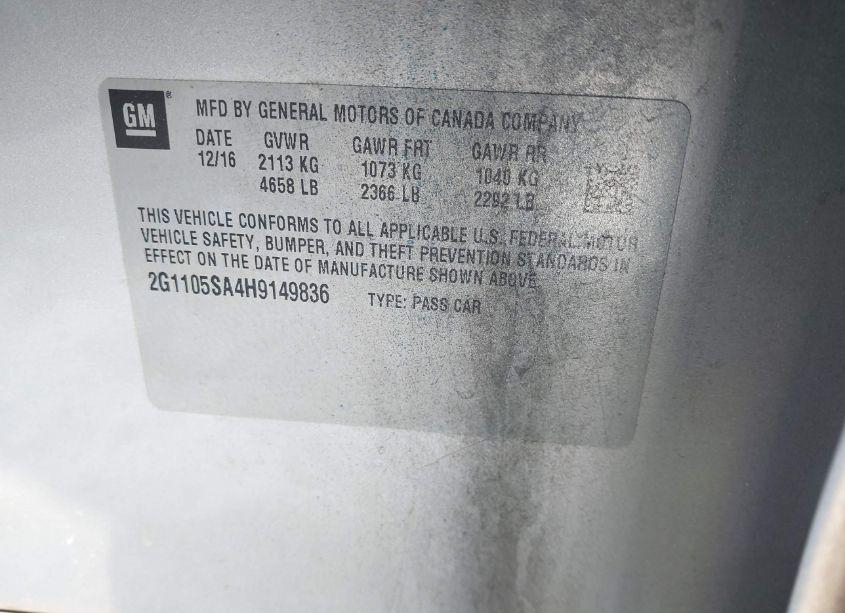 GM®
MFD BY GENERAL MOTORS OF CANADA COMPANY
DATE GVWR GAWR FRT GAWR RR
12/16 2113 KG 1073 KG 1040 KG
4658 LB 2366 LB 2292 LB
THIS VEHICLE CONFORMS TO ALL APPLICABLE U.S. FEDERAL MOTOR
VEHICLE SAFETY, BUMPER, AND THEFT PREVENTION STANDARDS IN
EFFECT ON THE DATE OF MANUFACTURE SHOWN ABOVE.
2G1105SA4H9149836 TYPE: PASS CAR